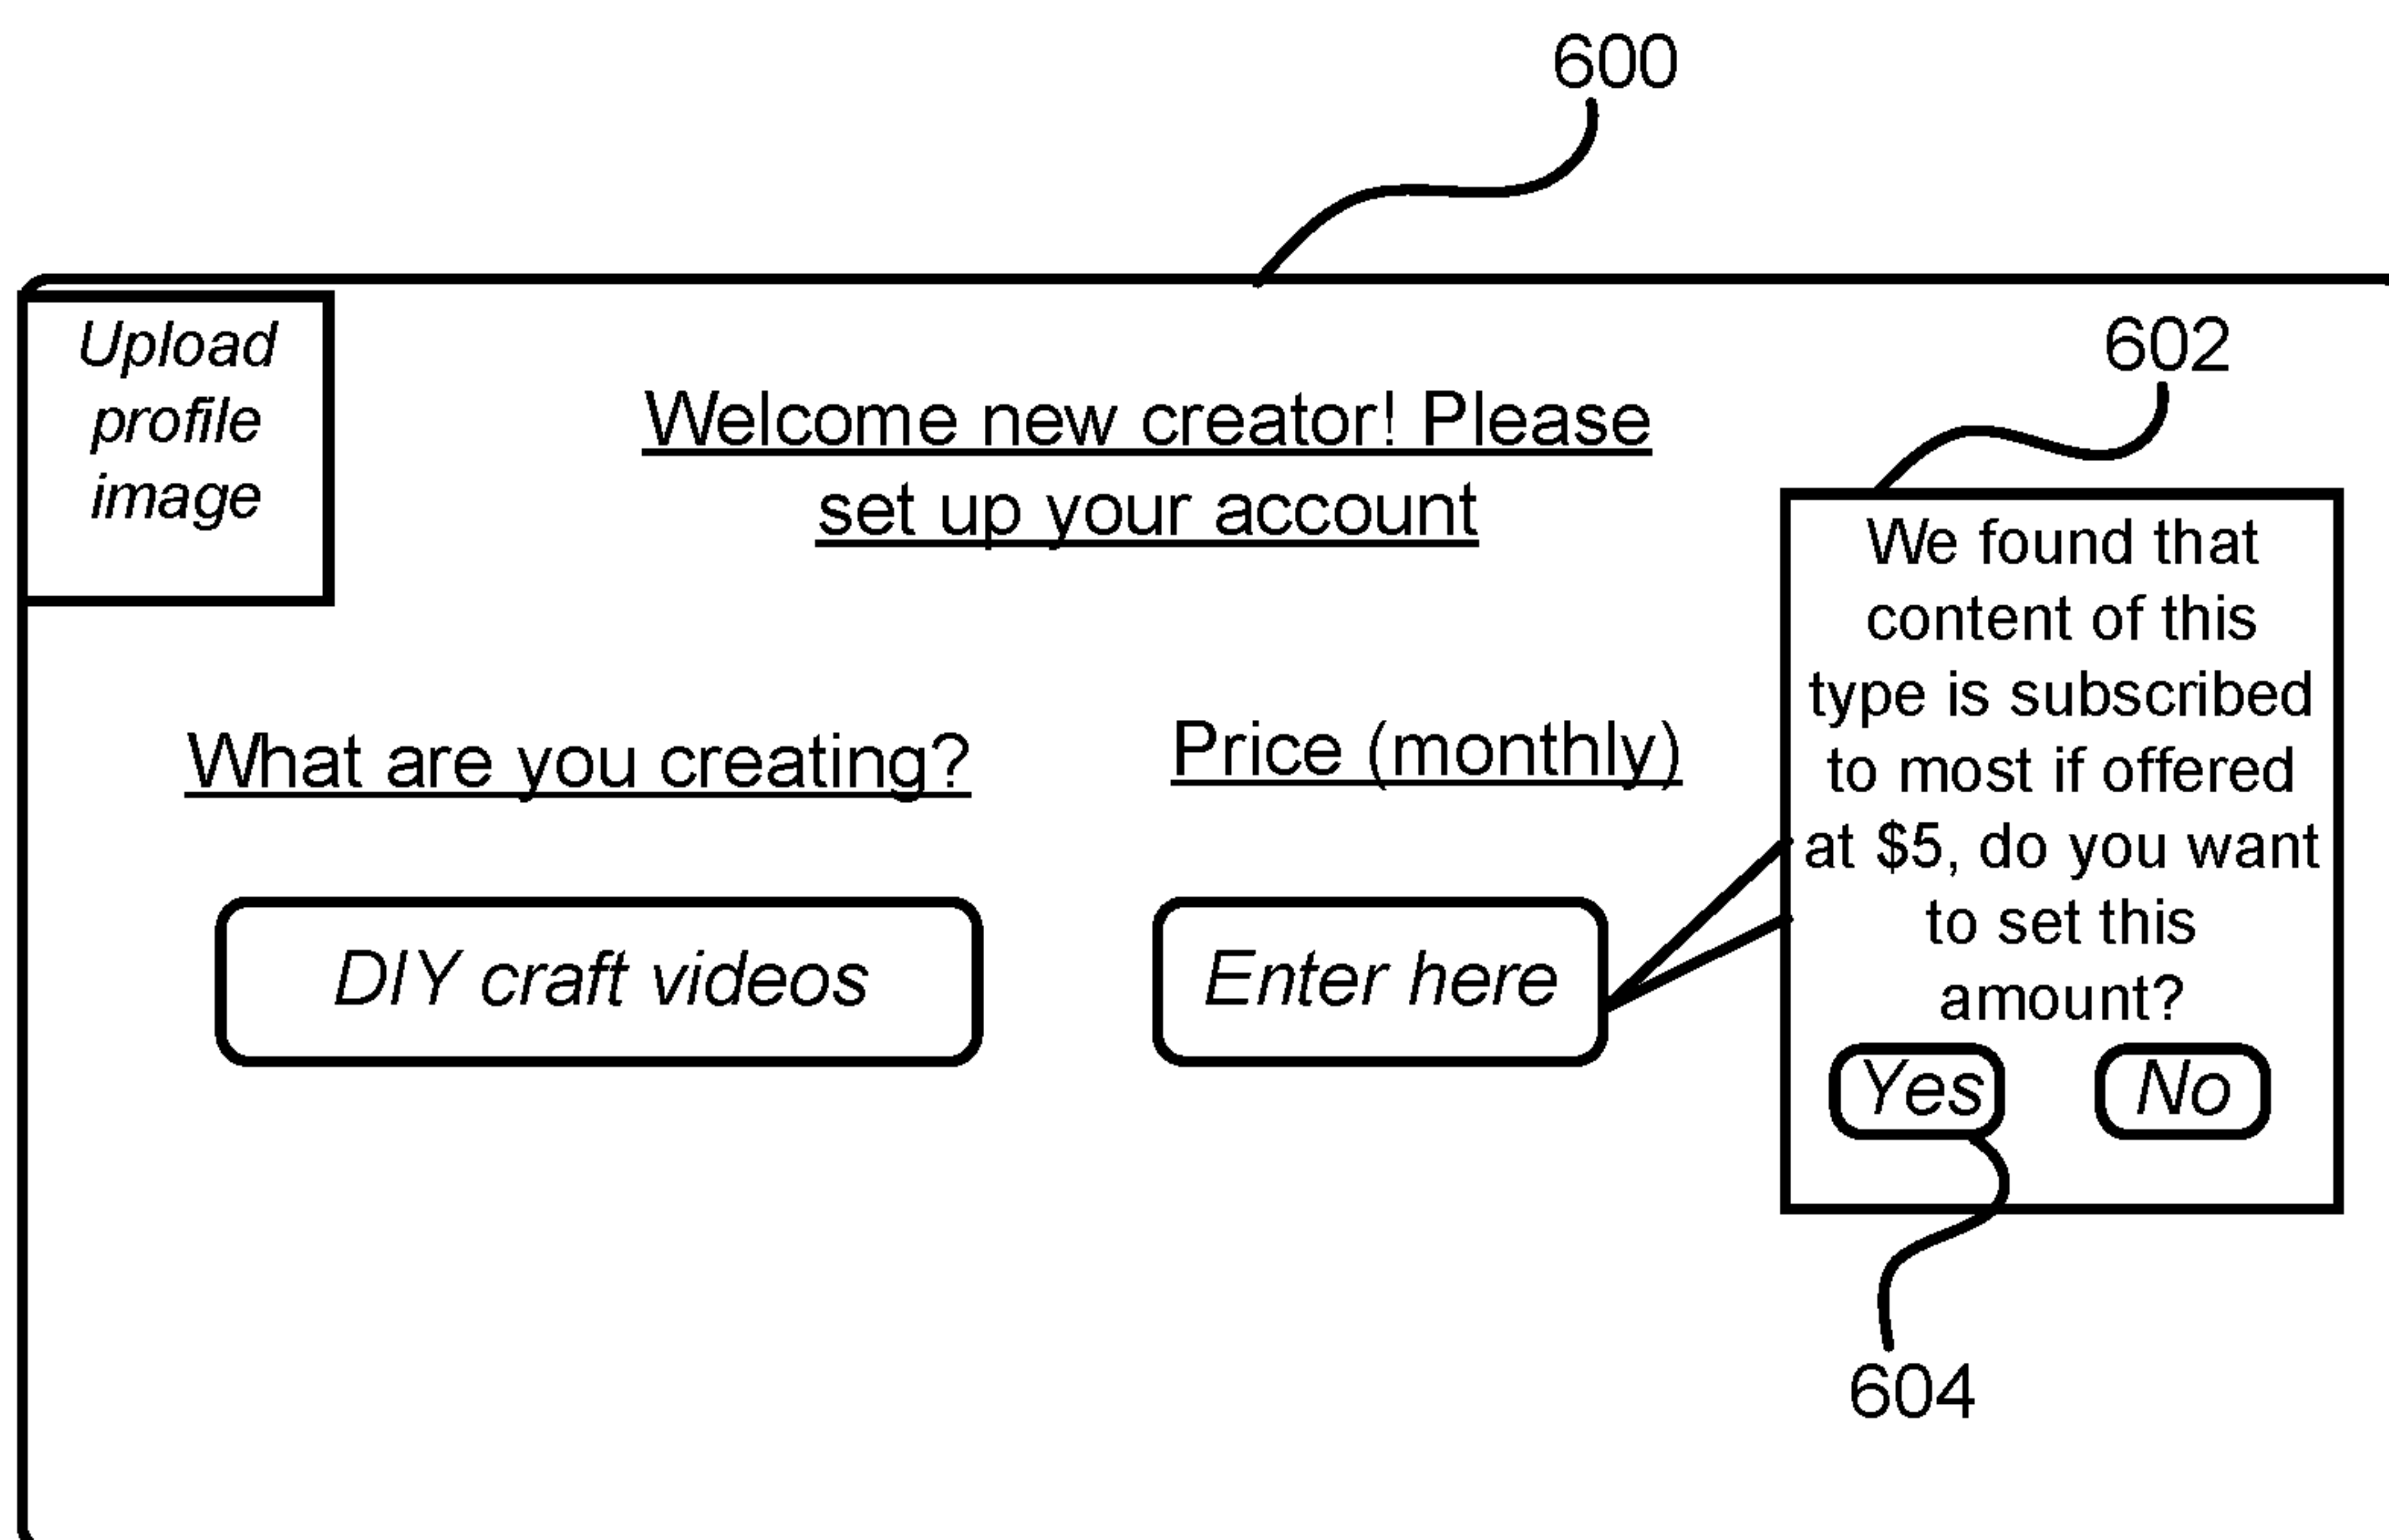 600
Upload
profile
image
Welcome new creator! Please
set up your account
602
We found that
content of this
type is subscribed
to most if offered
at $5, do you want
to set this
amount?
Yes
No
What are you creating?
Price (monthly)
DIY craft videos
Enter here
604